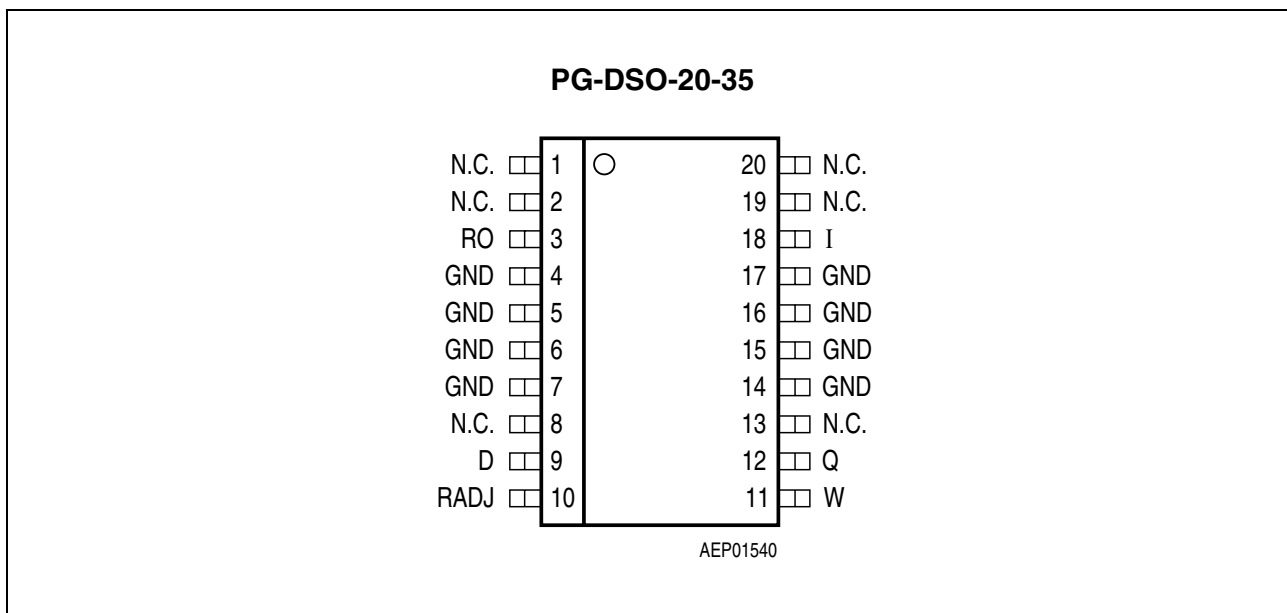 PG-DSO-20-35
N.C. 1 20 N.C.
N.C. 2 19 N.C.
RO 3 18 I
GND 4 17 GND
GND 5 16 GND
GND 6 15 GND
GND 7 14 GND
N.C. 8 13 N.C.
D 9 12 Q
RADJ 10 11 W
AEP01540